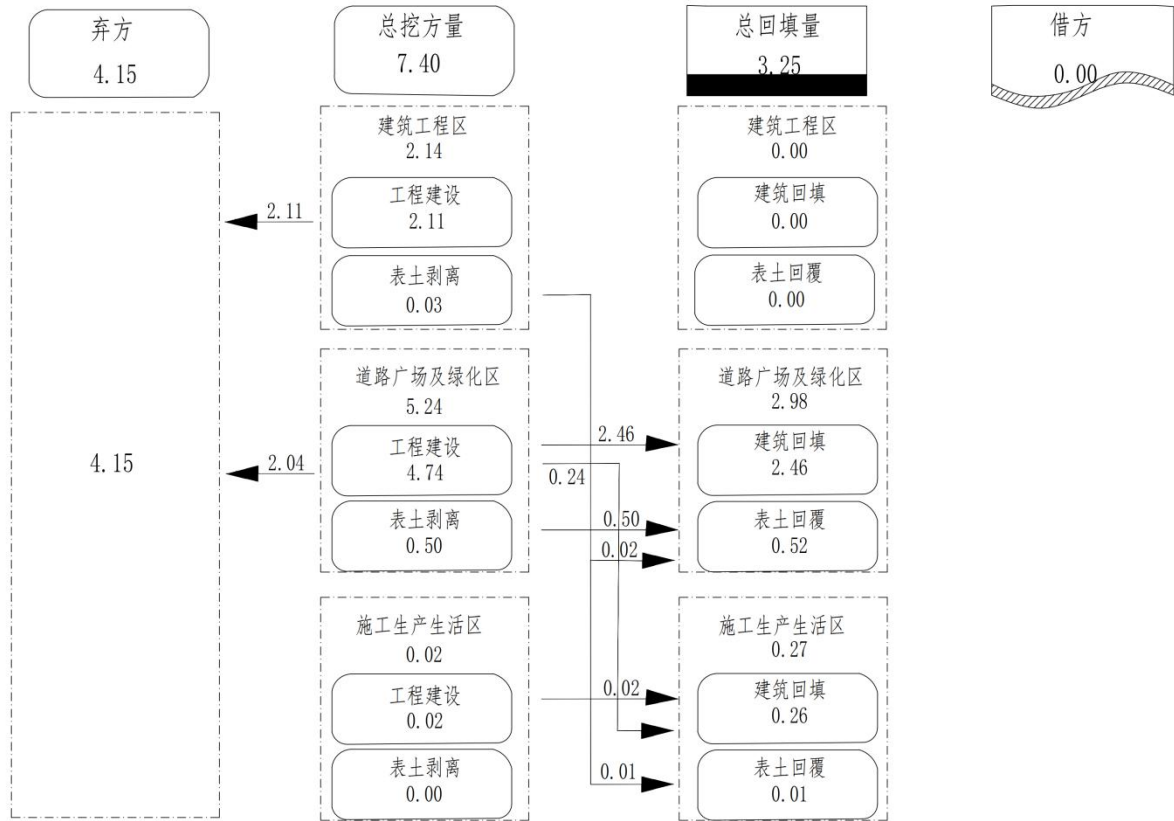 弃方
4.15
总挖方量
7.40
总回填量
3.25
借方
0.00
4.15
建筑工程区
2.14
工程建设
2.11
表土剥离
0.03
2.11
建筑工程区
0.00
建筑回填
0.00
表土回覆
0.00
道路广场及绿化区
5.24
工程建设
4.74
表土剥离
0.50
2.04
2.46
0.24
0.50
0.02
道路广场及绿化区
2.98
建筑回填
2.46
表土回覆
0.52
施工生产生活区
0.02
工程建设
0.02
表土剥离
0.00
0.02
0.01
施工生产生活区
0.27
建筑回填
0.26
表土回覆
0.01